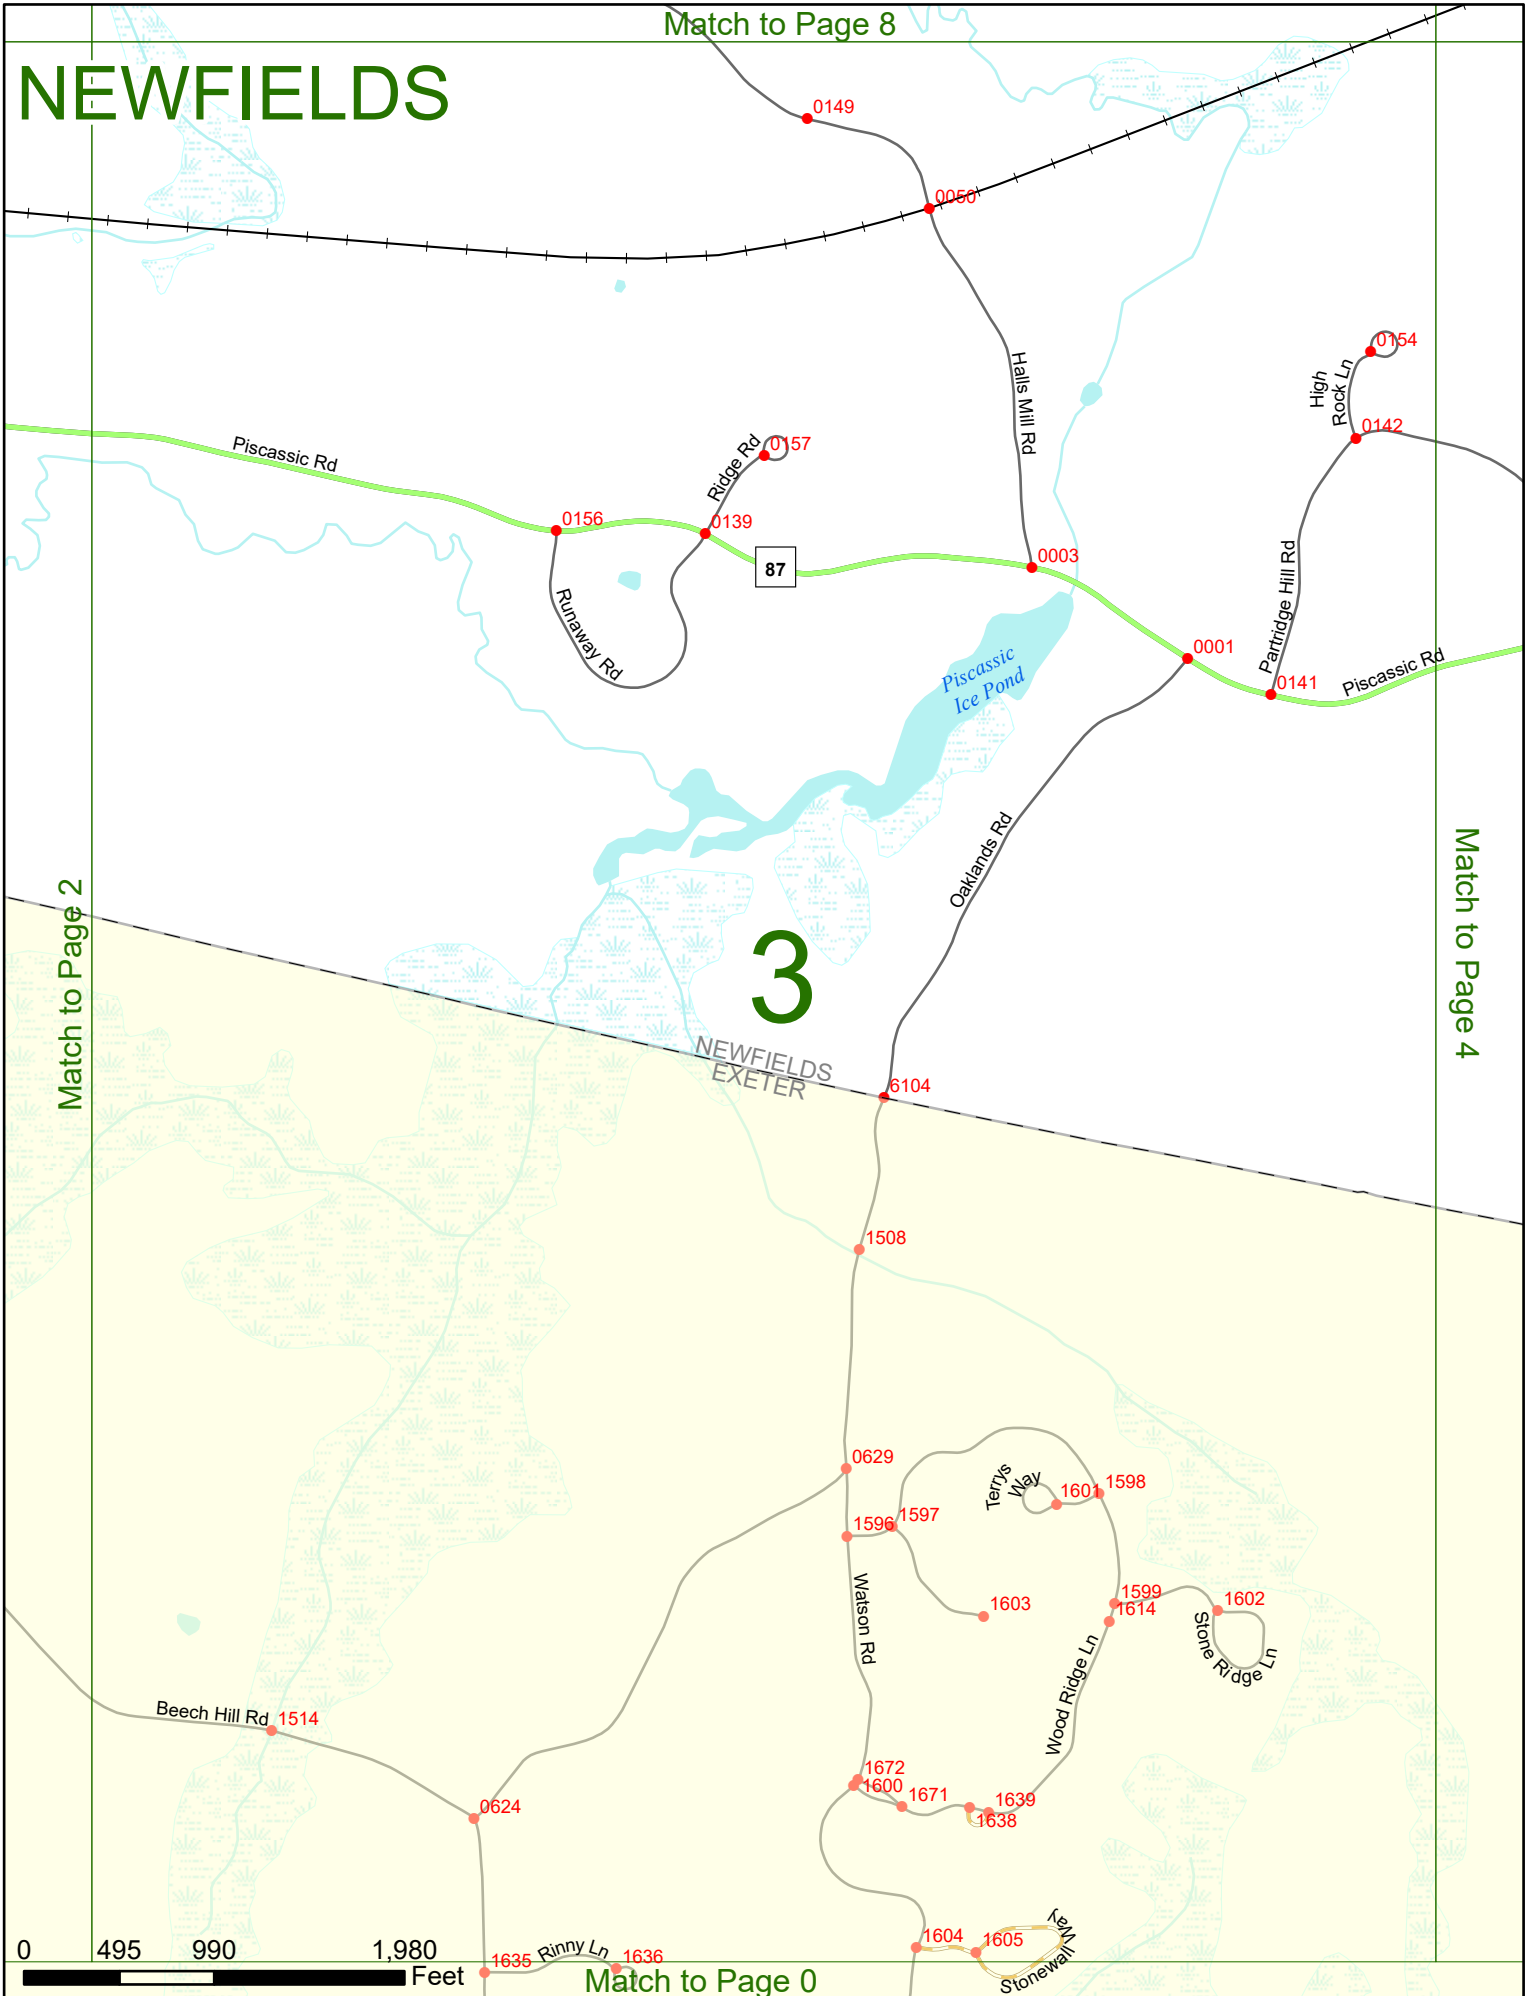 Match to Page 8
NEWFIELDS
0149
0050
0154
High
Rock Ln
Halls Mill Rd
0142
Piscassic Rd
Ridge Rd
0157
0156
0139
87
0003
Runaway Rd
Partridge Hill Rd
0001
Piscassic
Ice Pond
Piscassic Rd
0141
Oaklands Rd
Match to Page 2
Match to Page 4
3
NEWFIELDS
EXETER
6104
1508
0629
Terrys
Way
1601
1598
1597
1596
Watson Rd
1603
1599
1602
1614
Stone Ridge Ln
Wood Ridge Ln
Beech Hill Rd
1514
1672
1600
1671
1639
1638
0624
1604
1605
Stonewall
Way
Rinny Ln
1635
1636
0 495 990 1,980
Feet
Match to Page 0